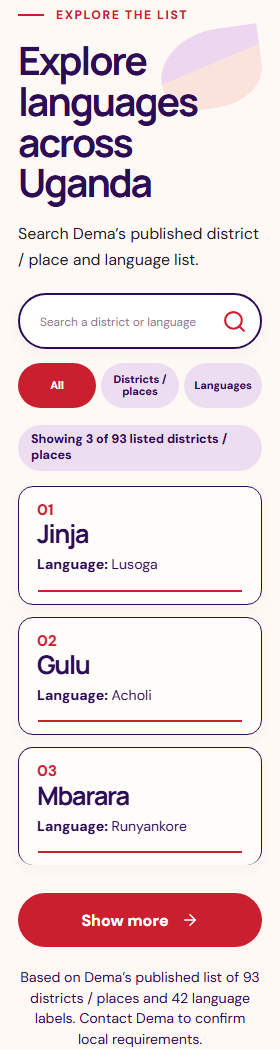 EXPLORE THE LIST
Explore
languages
across
Uganda
Search Dema’s published district
/ place and language list.
Search a district or language
All
Districts /
places
Languages
Showing 3 of 93 listed districts /
places
01
Jinja
Language: Lusoga
02
Gulu
Language: Acholi
03
Mbarara
Language: Runyankore
Show more →
Based on Dema’s published list of 93
districts / places and 42 language
labels. Contact Dema to confirm
local requirements.